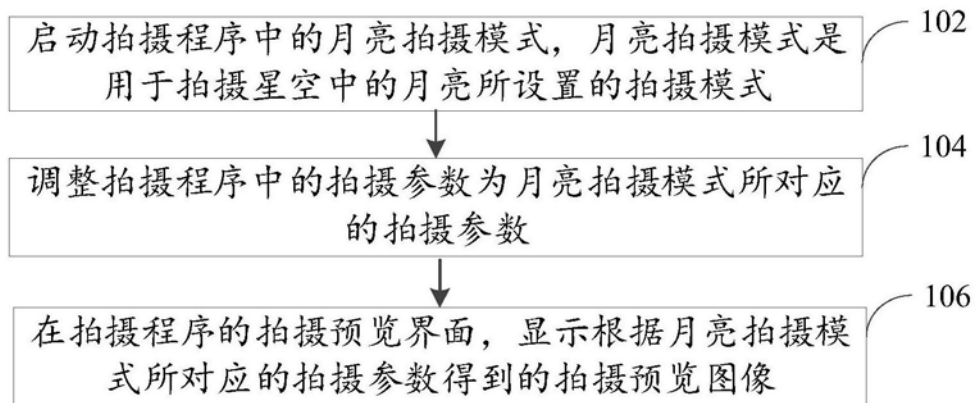 启动拍摄程序中的月亮拍摄模式，月亮拍摄模式是
102
用于拍摄星空中的月亮所设置的拍摄模式
调整拍摄程序中的拍摄参数为月亮拍摄模式所对应
104
的拍摄参数
在拍摄程序的拍摄预览界面，显示根据月亮拍摄模
106
式所对应的拍摄参数得到的拍摄预览图像